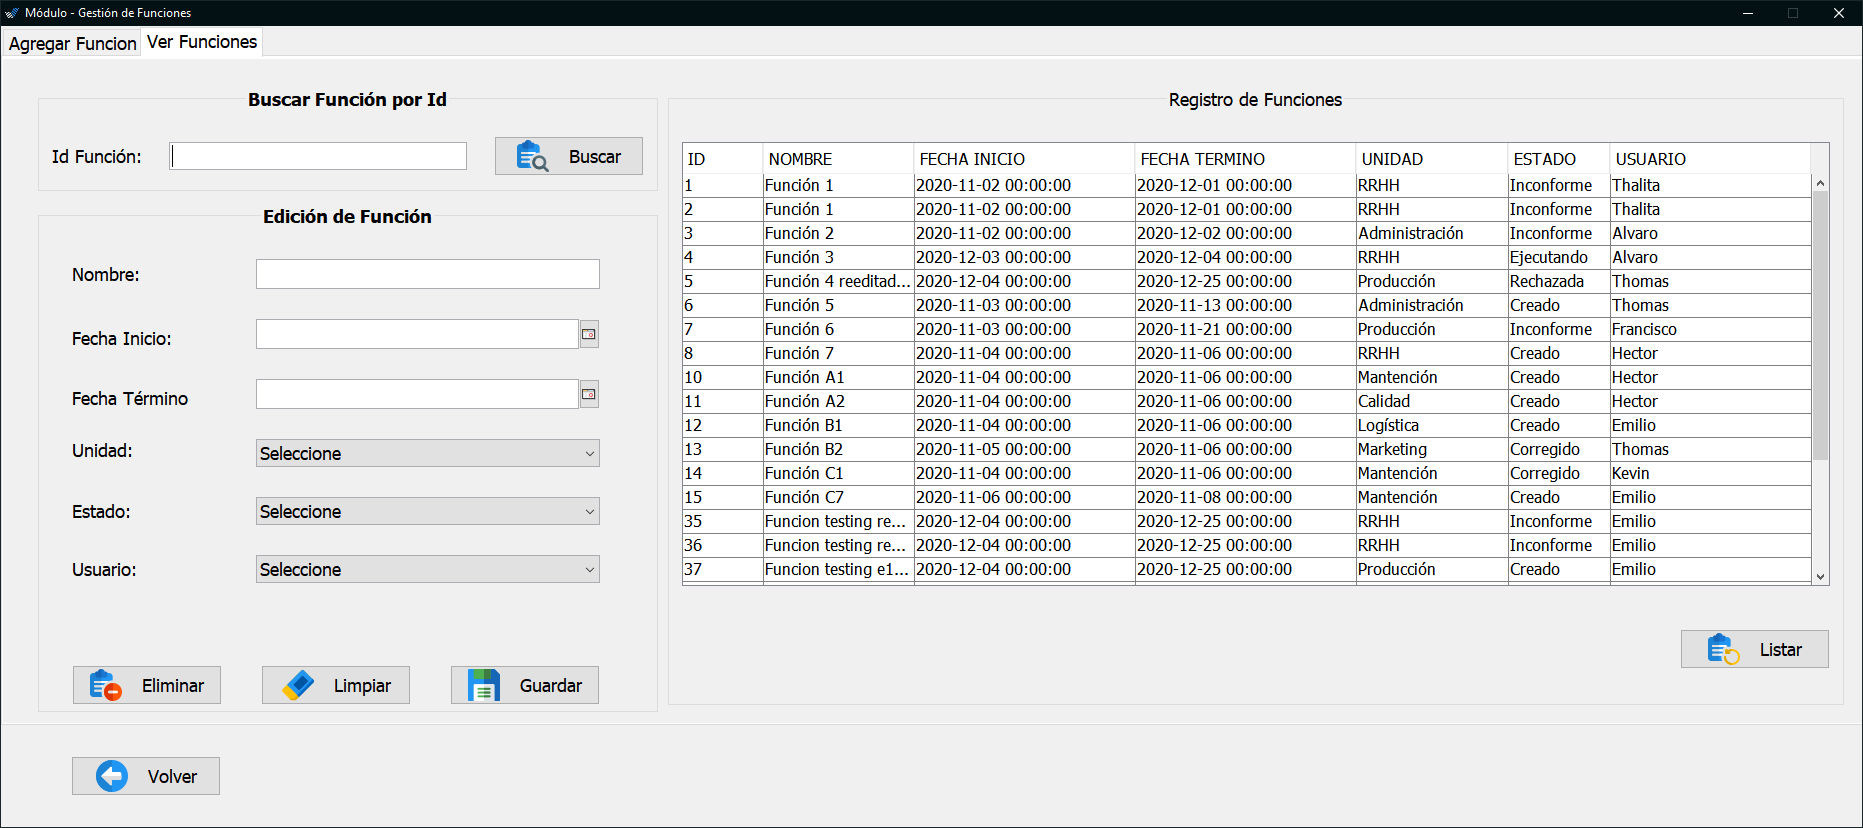 Módulo - Gestión de Funciones
Agregar Funcion Ver Funciones
Buscar Función por Id
Id Función: Buscar
Edición de Función
Nombre:
Fecha Inicio:
Fecha Término
Unidad: Seleccione
Estado: Seleccione
Usuario: Seleccione
Eliminar Limpiar Guardar
Registro de Funciones
ID NOMBRE FECHA INICIO FECHA TERMINO UNIDAD ESTADO USUARIO
1 Función 1 2020-11-02 00:00:00 2020-12-01 00:00:00 RRHH Inconforme Thalita
2 Función 1 2020-11-02 00:00:00 2020-12-01 00:00:00 RRHH Inconforme Thalita
3 Función 2 2020-11-02 00:00:00 2020-12-02 00:00:00 Administración Inconforme Alvaro
4 Función 3 2020-12-03 00:00:00 2020-12-04 00:00:00 RRHH Ejecutando Alvaro
5 Función 4 reeditad... 2020-12-04 00:00:00 2020-12-25 00:00:00 Producción Rechazada Thomas
6 Función 5 2020-11-03 00:00:00 2020-11-13 00:00:00 Administración Creado Thomas
7 Función 6 2020-11-03 00:00:00 2020-11-21 00:00:00 Producción Inconforme Francisco
8 Función 7 2020-11-04 00:00:00 2020-11-06 00:00:00 RRHH Creado Hector
10 Función A1 2020-11-04 00:00:00 2020-11-06 00:00:00 Mantención Creado Hector
11 Función A2 2020-11-04 00:00:00 2020-11-06 00:00:00 Calidad Creado Hector
12 Función B1 2020-11-04 00:00:00 2020-11-06 00:00:00 Logística Creado Emilio
13 Función B2 2020-11-05 00:00:00 2020-11-06 00:00:00 Marketing Corregido Thomas
14 Función C1 2020-11-04 00:00:00 2020-11-06 00:00:00 Mantención Corregido Kevin
15 Función C7 2020-11-06 00:00:00 2020-11-08 00:00:00 Mantención Creado Emilio
35 Funcion testing re... 2020-12-04 00:00:00 2020-12-25 00:00:00 RRHH Inconforme Emilio
36 Funcion testing re... 2020-12-04 00:00:00 2020-12-25 00:00:00 RRHH Inconforme Emilio
37 Funcion testing e1... 2020-12-04 00:00:00 2020-12-25 00:00:00 Producción Creado Emilio
Listar
Volver